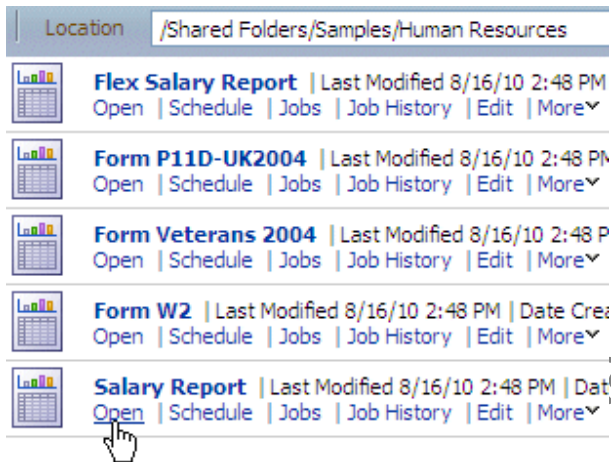 Location /Shared Folders/Samples/Human Resources
Flex Salary Report | Last Modified 8/16/10 2:48 PM
Open | Schedule | Jobs | Job History | Edit | More
Form P11D-UK2004 | Last Modified 8/16/10 2:48 PM
Open | Schedule | Jobs | Job History | Edit | More
Form Veterans 2004 | Last Modified 8/16/10 2:48 P
Open | Schedule | Jobs | Job History | Edit | More
Form W2 | Last Modified 8/16/10 2:48 PM | Date Crea
Open | Schedule | Jobs | Job History | Edit | More
Salary Report | Last Modified 8/16/10 2:48 PM | Dat
Open | Schedule | Jobs | Job History | Edit | More